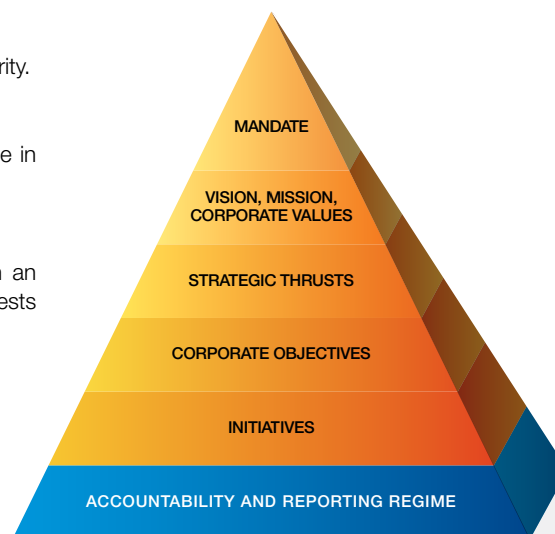 rity.
MANDATE
e in
VISION, MISSION,
CORPORATE VALUES
an
STRATEGIC THRUSTS
ests
CORPORATE OBJECTIVES
INITIATIVES
ACCOUNTABILITY AND REPORTING REGIME